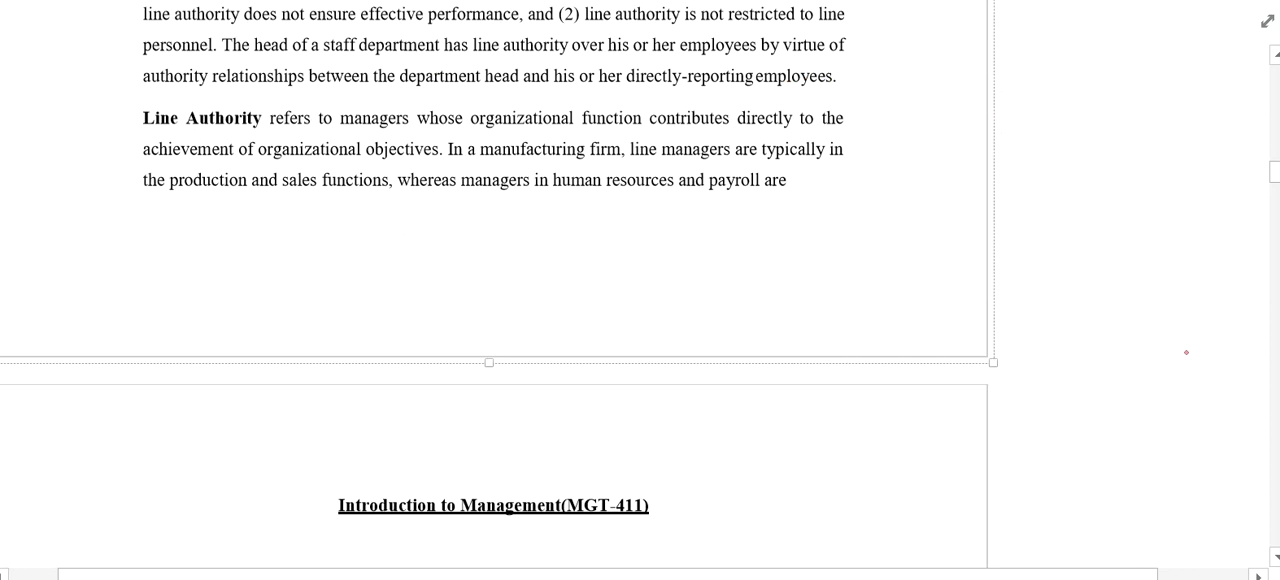 line authority does not ensure effective performance, and (2) line authority is not restricted to line
personnel. The head of a staff department has line authority over his or her employees by virtue of
authority relationships between the department head and his or her directly-reporting employees.
Line Authority refers to managers whose organizational function contributes directly to the
achievement of organizational objectives. In a manufacturing firm, line managers are typically in
the production and sales functions, whereas managers in human resources and payroll are
Introduction to Management(MGT-411)